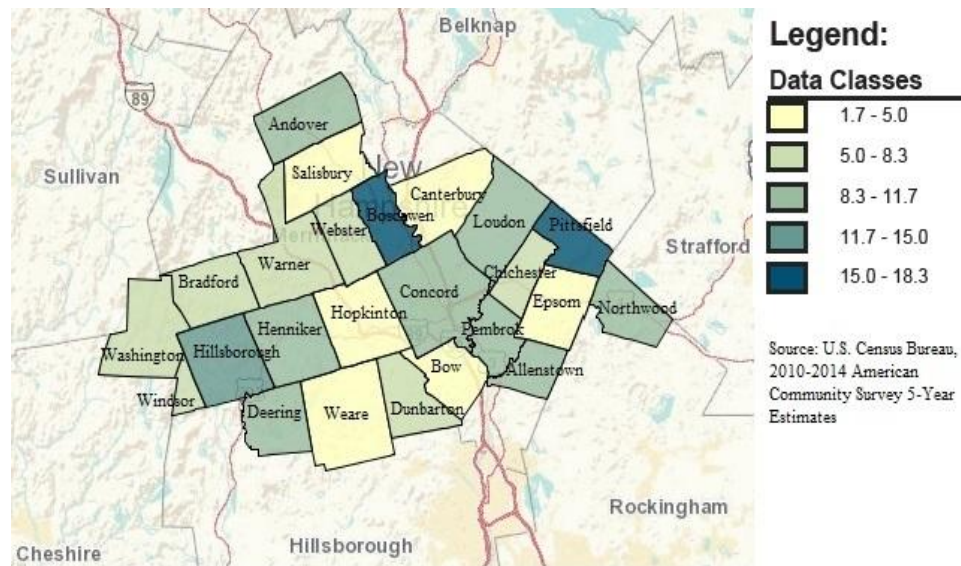 Belknap
89
Andover
Sullivan
Salisbury
Canterbury
Boscawen
Loudon
Pittsfield
Webster
Strafford
Warner
Chichester
Bradford
Concord
Epsom
Northwood
Hopkinton
Henniker
Pembrok
Washington
Hillsborough
Bow
Allenstown
Windsor
Deering
Weare
Dunbarton
Rockingham
Hillsborough
Cheshire
Legend:
Data Classes
1.7 - 5.0
5.0 - 8.3
8.3 - 11.7
11.7 - 15.0
15.0 - 18.3
Source: U.S. Census Bureau,
2010-2014 American
Community Survey 5-Year
Estimates